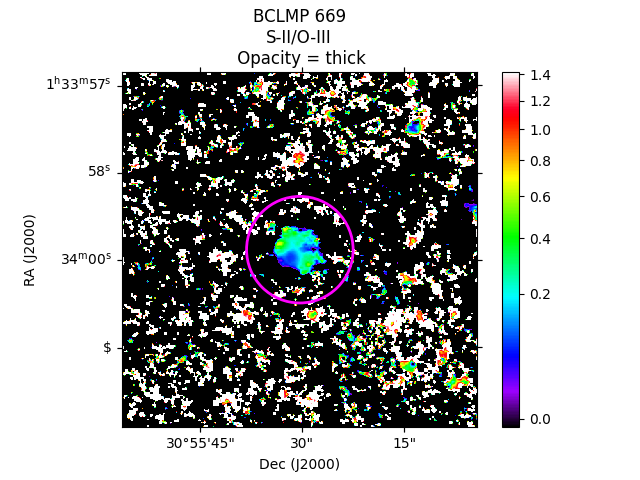 BCLMP 669
S-II/O-III
Opacity = thick
1ʰ33ᵐ57ˢ
58ˢ
34ᵐ00ˢ
$
RA (J2000)
30°55'45"
30"
15"
Dec (J2000)
1.4
1.2
1.0
0.8
0.6
0.4
0.2
0.0